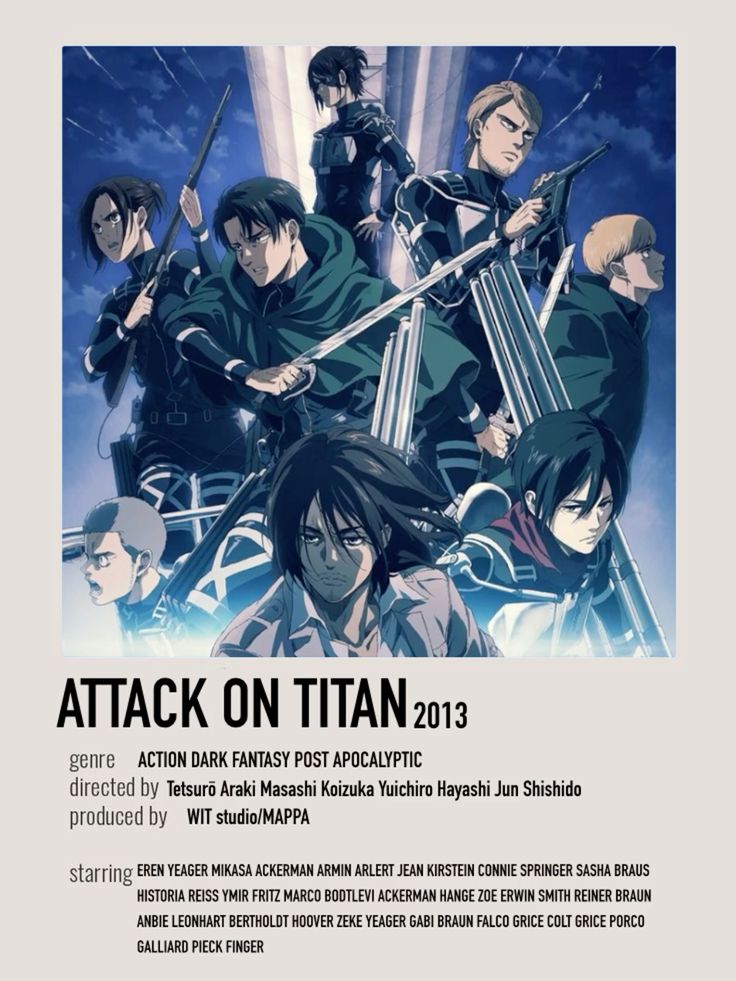 ATTACK ON TITAN 2013
genre ACTION DARK FANTASY POST APOCALYPTIC
directed by Tetsurō Araki Masashi Koizuka Yuichiro Hayashi Jun Shishido
produced by WIT studio/MAPPA
starring EREN YEAGER MIKASA ACKERMAN ARMIN ARLERT JEAN KIRSTEIN CONNIE SPRINGER SASHA BRAUS
HISTORIA REISS YMIR FRITZ MARCO BODTLEVI ACKERMAN HANGE ZOE ERWIN SMITH REINER BRAUN
ANBIE LEONHART BERTHOLDT HOOVER ZEKE YEAGER GABI BRAUN FALCO GRICE COLT GRICE PORCO
GALLIARD PIECK FINGER